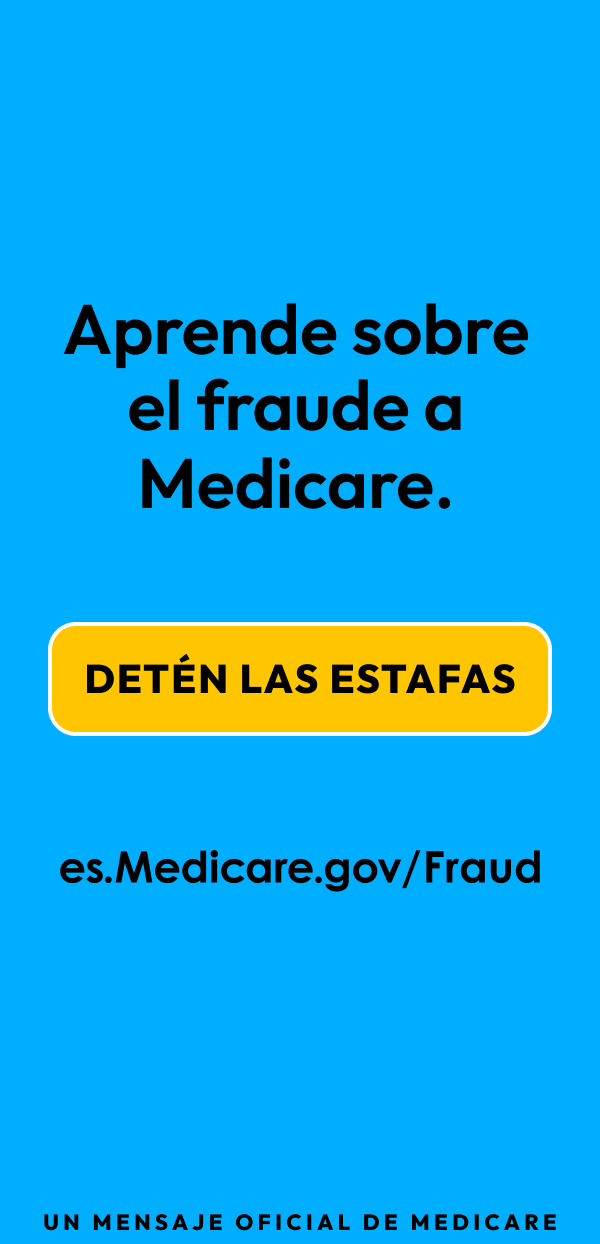 Aprende sobre
el fraude a
Medicare.
DETÉN LAS ESTAFAS
es.Medicare.gov/Fraud
UN MENSAJE OFICIAL DE MEDICARE